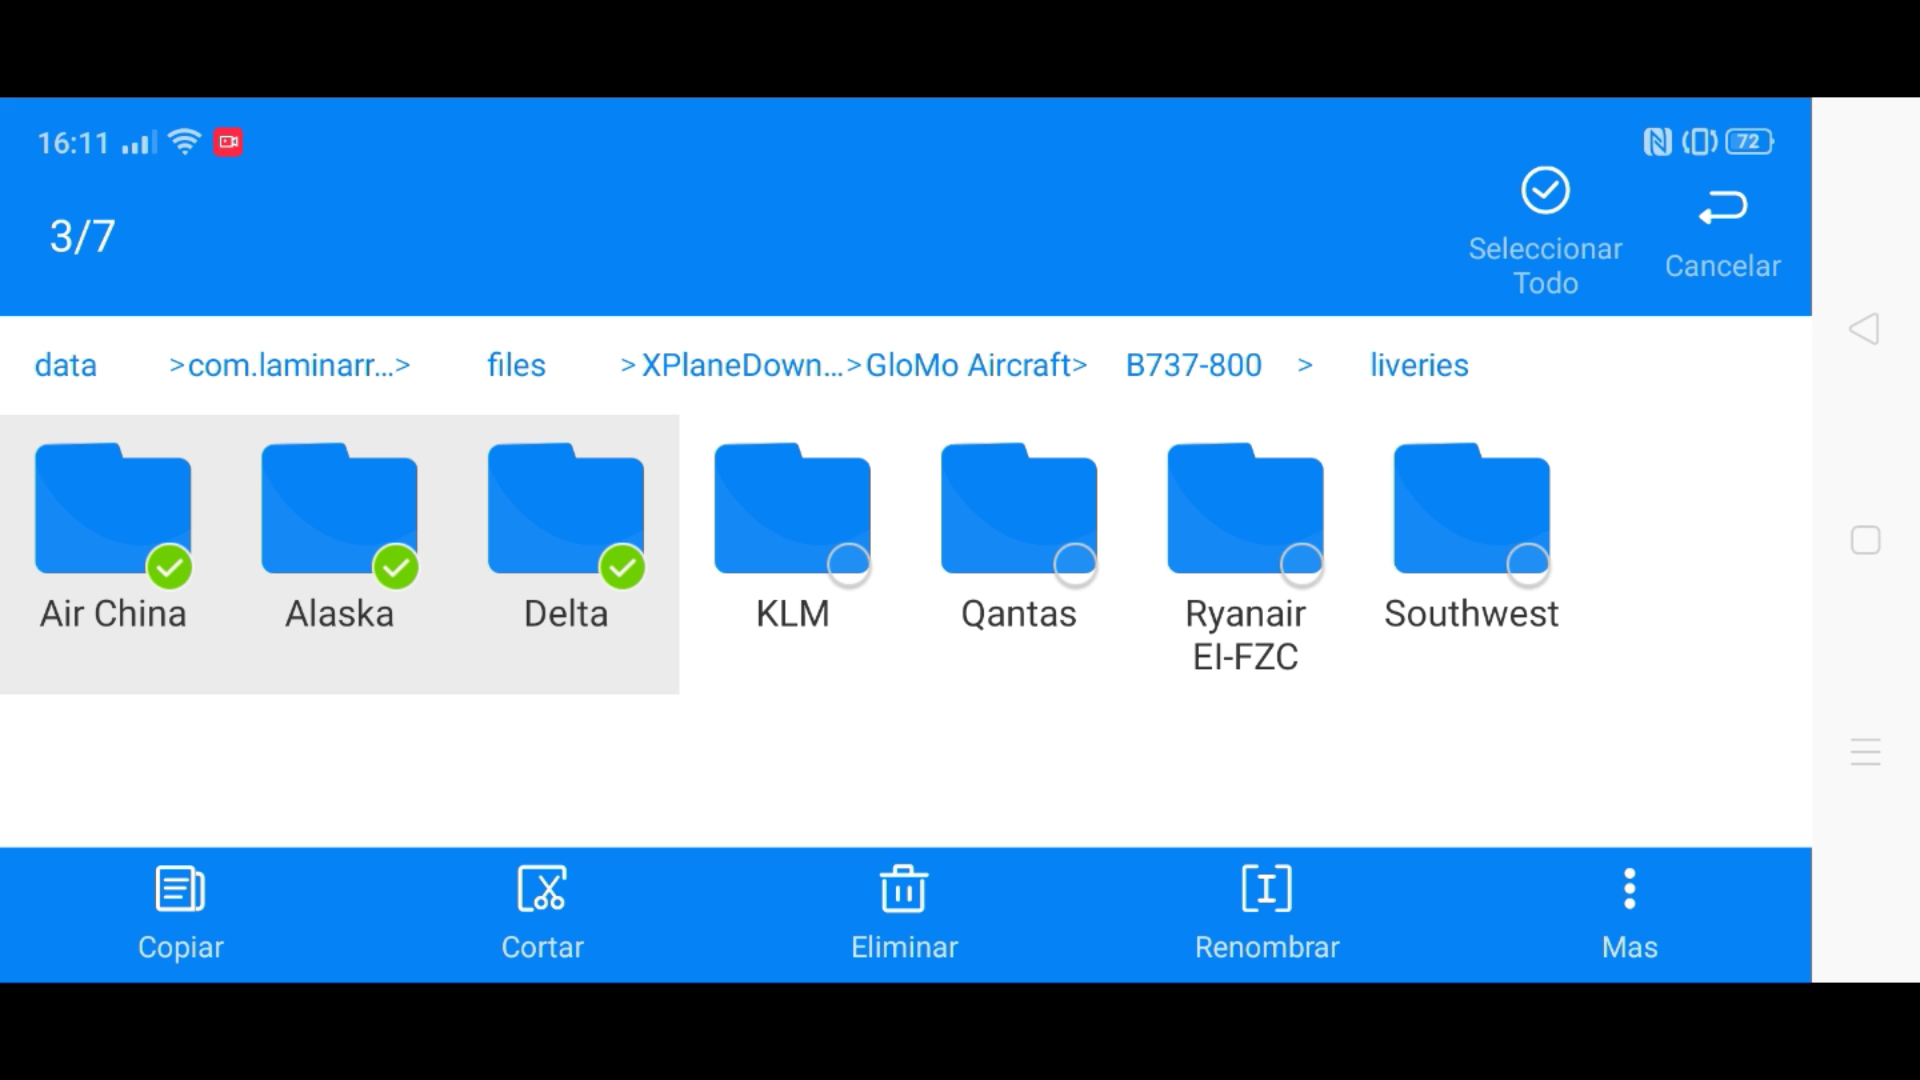 16:11
72
3/7
Seleccionar
Todo
Cancelar
data >com.laminarr...> files >XPlaneDown...>GloMo Aircraft> B737-800 > liveries
Air China Alaska Delta KLM Qantas Ryanair Southwest
EI-FZC
Copiar Cortar Eliminar Renombrar Mas